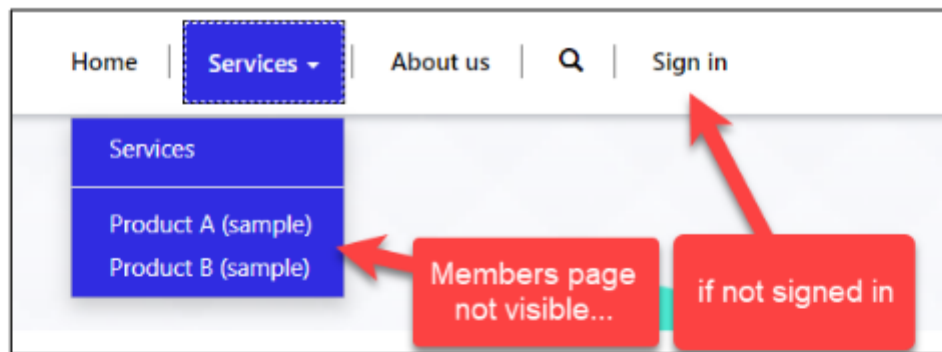 Home | Services | About us | | Sign in
Services
Product A (sample)
Product B (sample)
Members page
not visible...
if not signed in